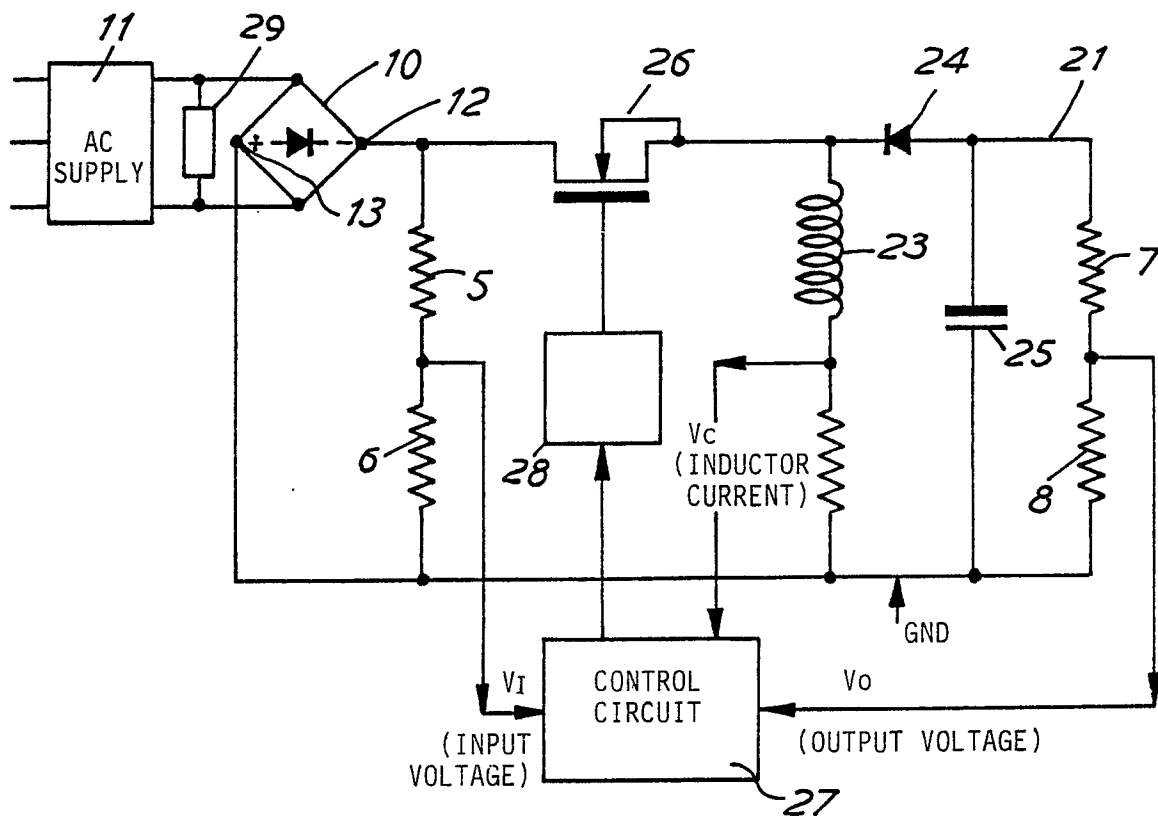 11
29
10
12
26
24
21
AC
SUPPLY
+
-
13
5
23
7
25
6
28
Vc
(INDUCTOR
CURRENT)
8
GND
VI
CONTROL
CIRCUIT
Vo
(INPUT
VOLTAGE)
(OUTPUT VOLTAGE)
27